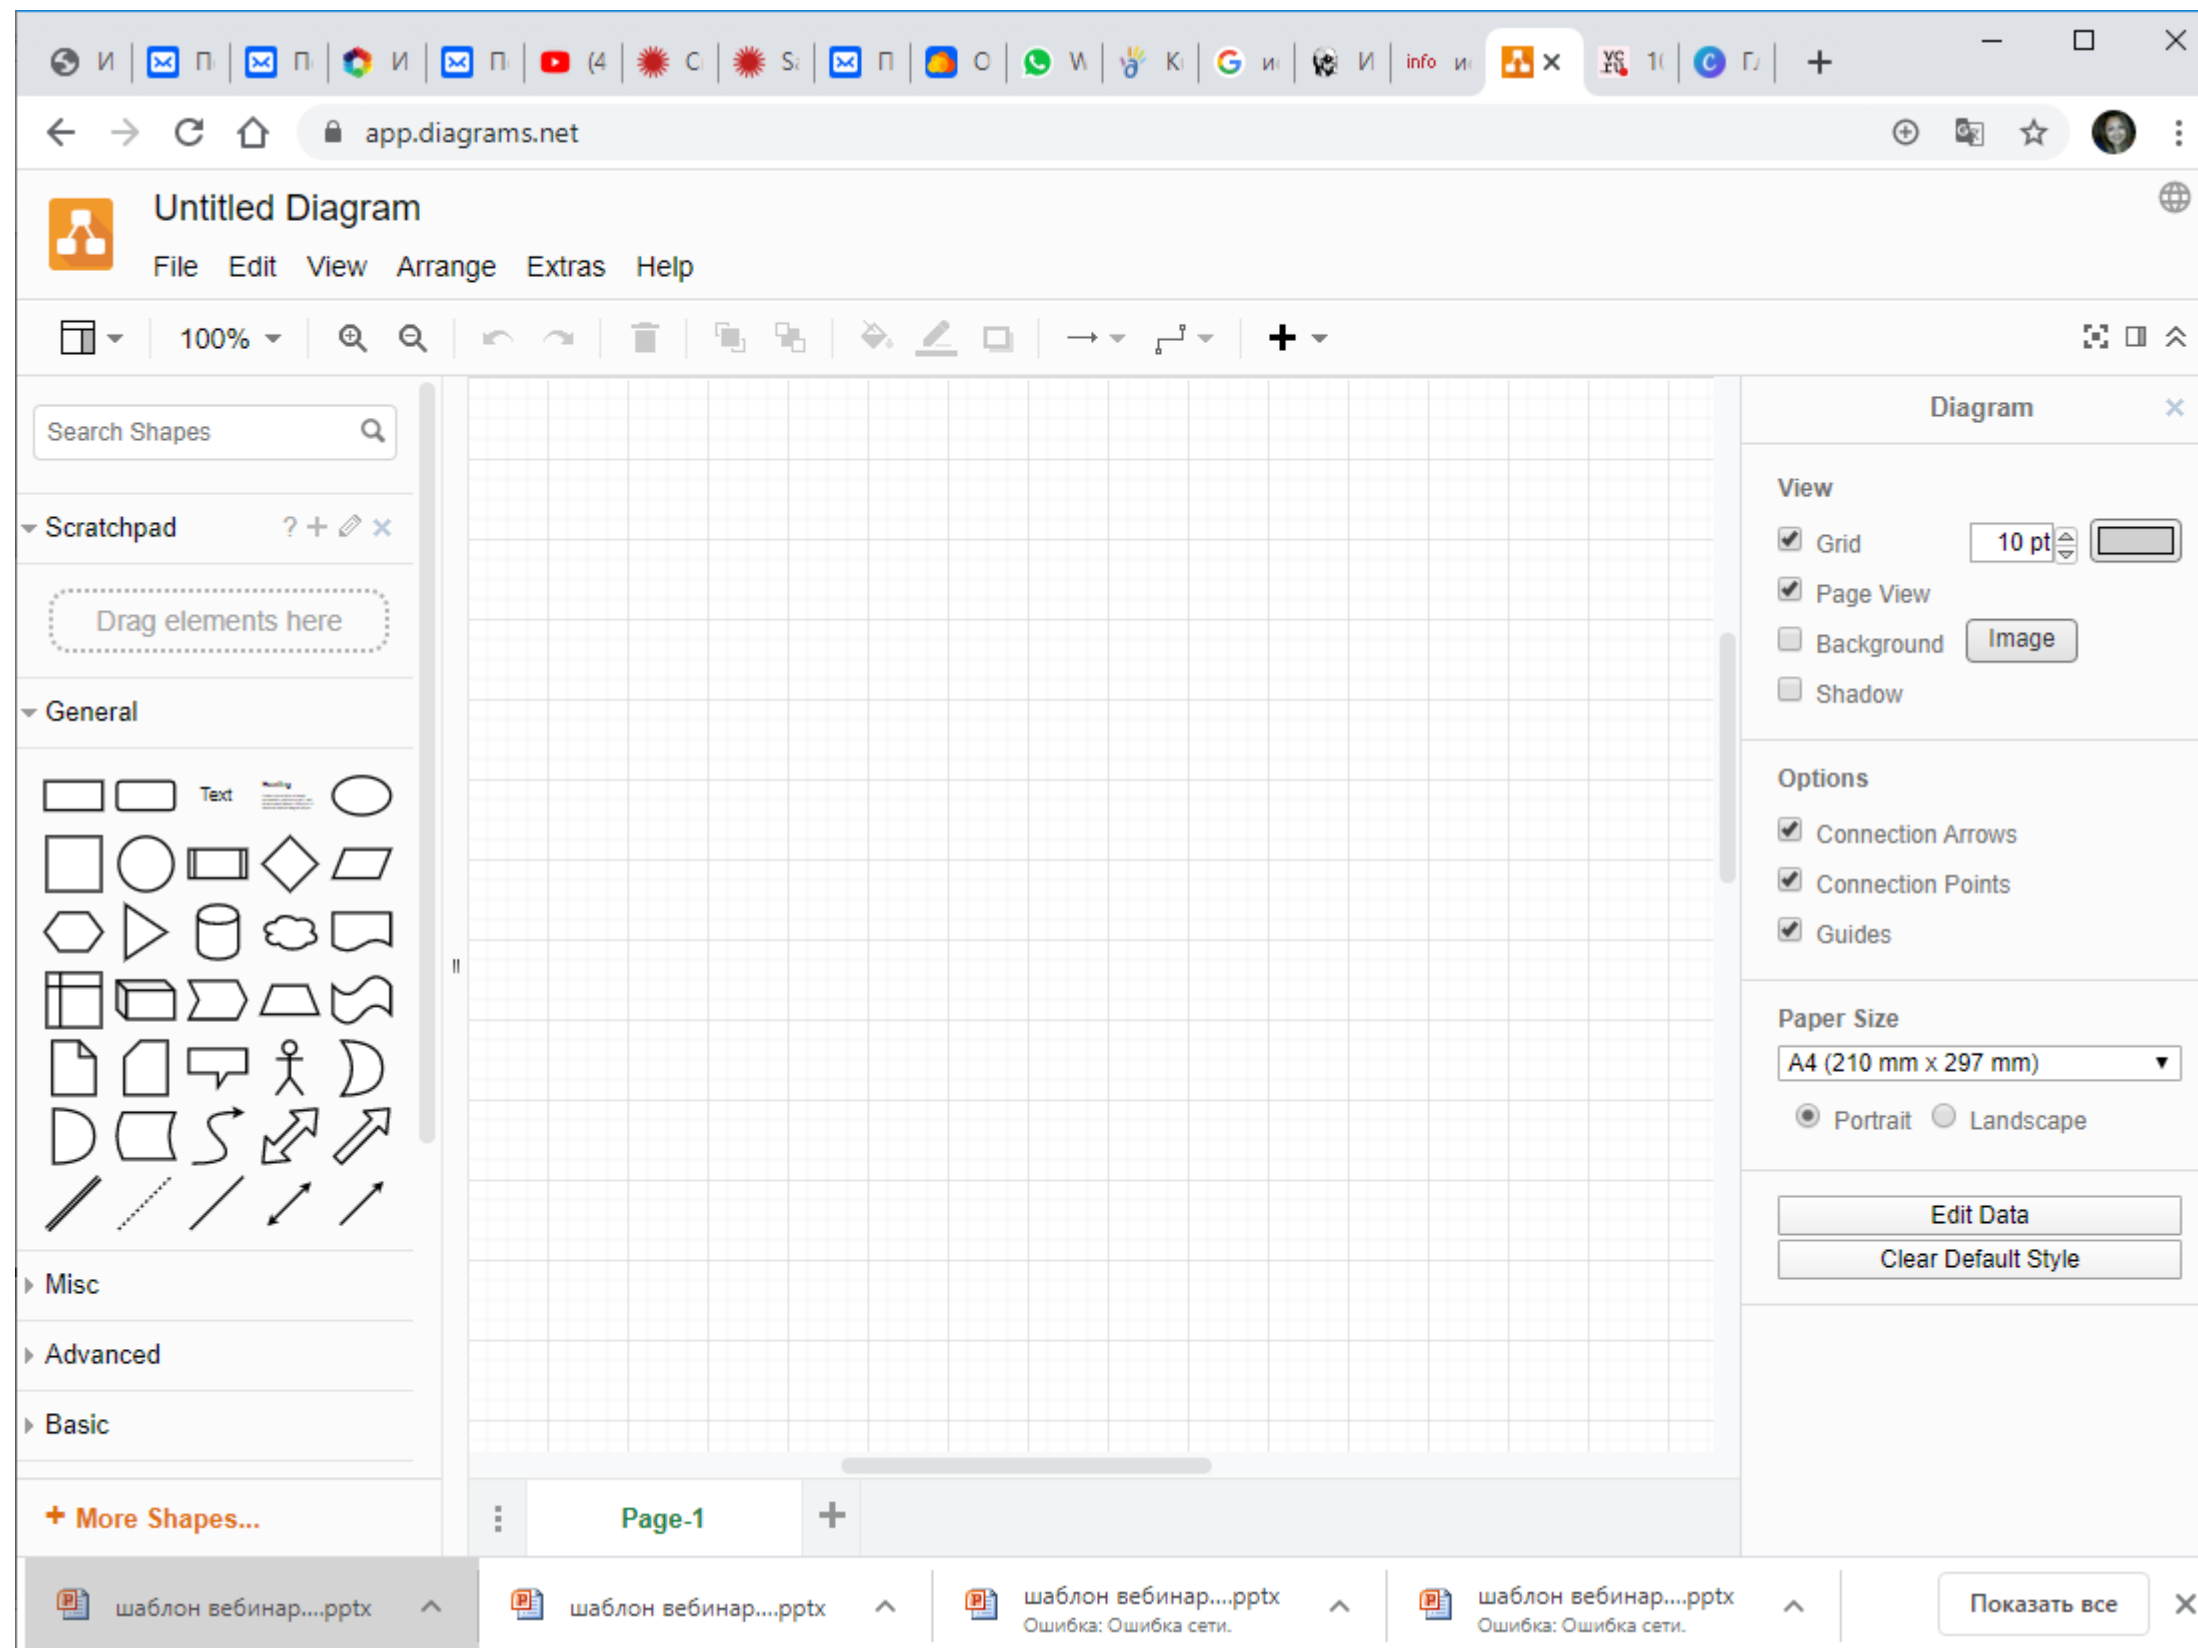 И П П И П (4 С S П О W К G и И info и 1( C Г
app.diagrams.net
Untitled Diagram
File Edit View Arrange Extras Help
100%
Search Shapes
Diagram
View
Scratchpad ?
Grid 10 pt
Page View
Drag elements here
Background Image
Shadow
General
Options
Text
Connection Arrows
Connection Points
Guides
Paper Size
A4 (210 mm x 297 mm)
Portrait Landscape
Edit Data
Clear Default Style
Misc
Advanced
Basic
+ More Shapes...
Page-1
шаблон вебинар....pptx
шаблон вебинар....pptx
шаблон вебинар....pptx
Ошибка: Ошибка сети.
шаблон вебинар....pptx
Ошибка: Ошибка сети.
Показать все